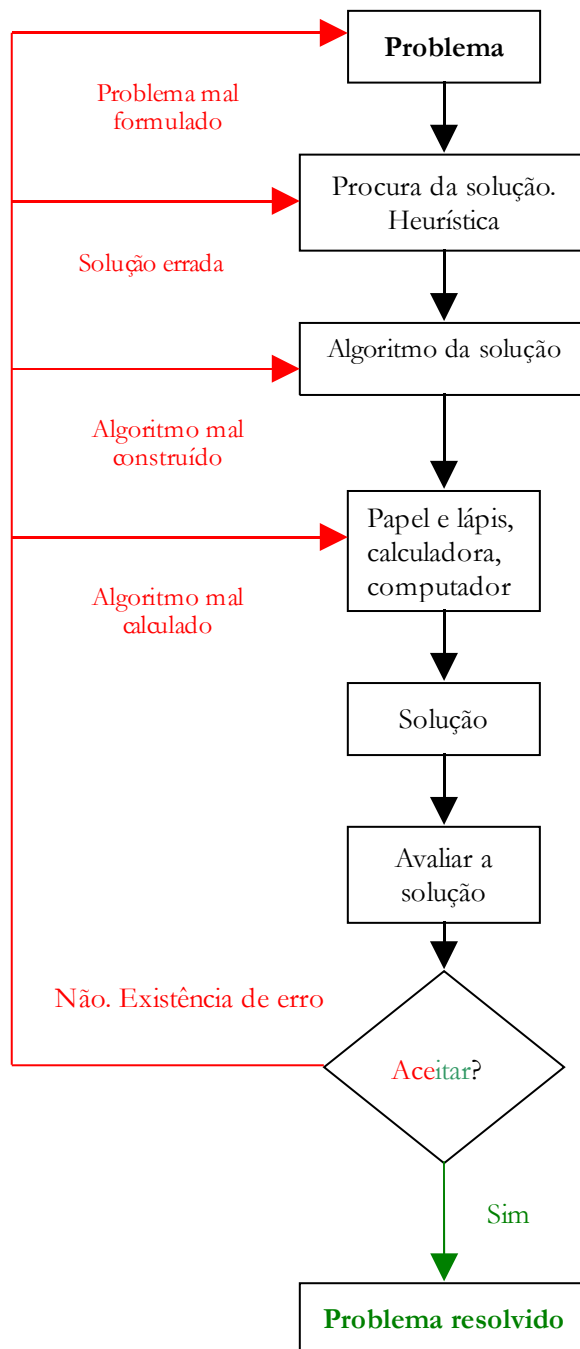 Problema
Problema mal
formulado
Procura da solução.
Heurística
Solução errada
Algoritmo da solução
Algoritmo mal
construído
Papel e lápis,
calculadora,
computador
Algoritmo mal
calculado
Solução
Avaliar a
solução
Não. Existência de erro
Aceitar?
Sim
Problema resolvido